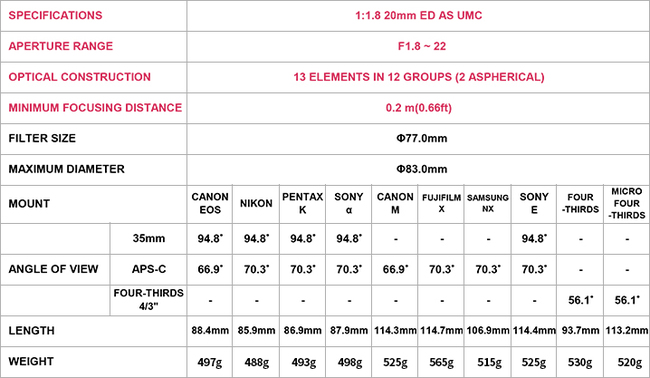 SPECIFICATIONS 1:1.8 20mm ED AS UMC
APERTURE RANGE F1.8 ~ 22
OPTICAL CONSTRUCTION 13 ELEMENTS IN 12 GROUPS (2 ASPHERICAL)
MINIMUM FOCUSING DISTANCE 0.2 m(0.66ft)
FILTER SIZE Φ77.0mm
MAXIMUM DIAMETER Φ83.0mm
MOUNT CANON EOS NIKON PENTAX K SONY α CANON M FUJIFILM X SAMSUNG NX SONY E FOUR -THIRDS MICRO FOUR -THIRDS
35mm 94.8° 94.8° 94.8° 94.8° - - - 94.8° - -
ANGLE OF VIEW APS-C 66.9° 70.3° 70.3° 70.3° 66.9° 70.3° 70.3° 70.3° - -
FOUR-THIRDS 4/3" - - - - - - - - 56.1° 56.1°
LENGTH 88.4mm 85.9mm 86.9mm 87.9mm 114.3mm 114.7mm 106.9mm 114.4mm 93.7mm 113.2mm
WEIGHT 497g 488g 493g 498g 525g 565g 515g 525g 530g 520g